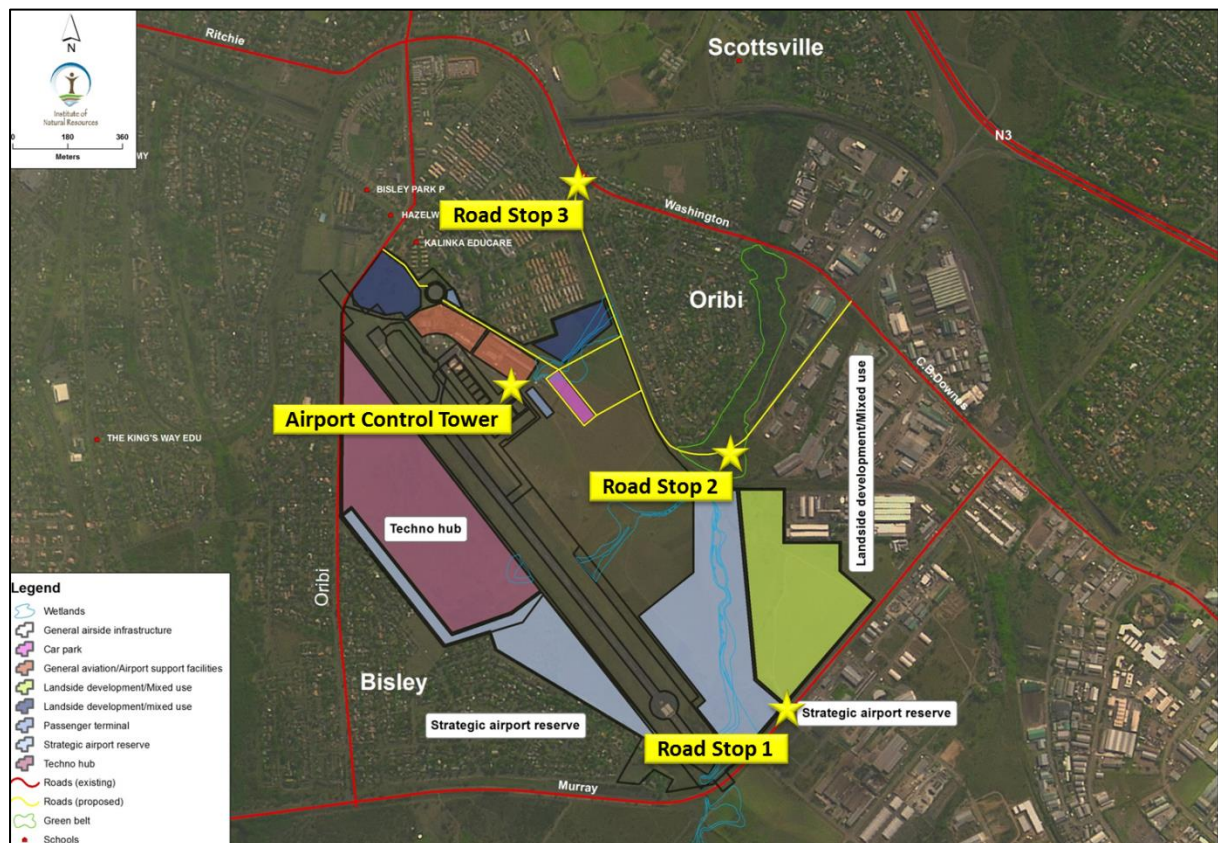 Ritchie
Scottsville
N
Institute of
Natural Resources
0 180 360
Meters
MY
N3
BISLEY PARK P
Road Stop 3
HAZELW
Washington
KALINKA EDUCARE
Oribi
C.B.Downes
Landside development/Mixed use
Airport Control Tower
THE KING'S WAY EDU
Road Stop 2
Techno hub
Oribi
Bisley
Strategic airport reserve
Strategic airport reserve
Road Stop 1
Murray
Legend
Wetlands
General airside infrastructure
Car park
General aviation/Airport support facilities
Landside development/Mixed use
Landside development/mixed use
Passenger terminal
Strategic airport reserve
Techno hub
Roads (existing)
Roads (proposed)
Green belt
Schools